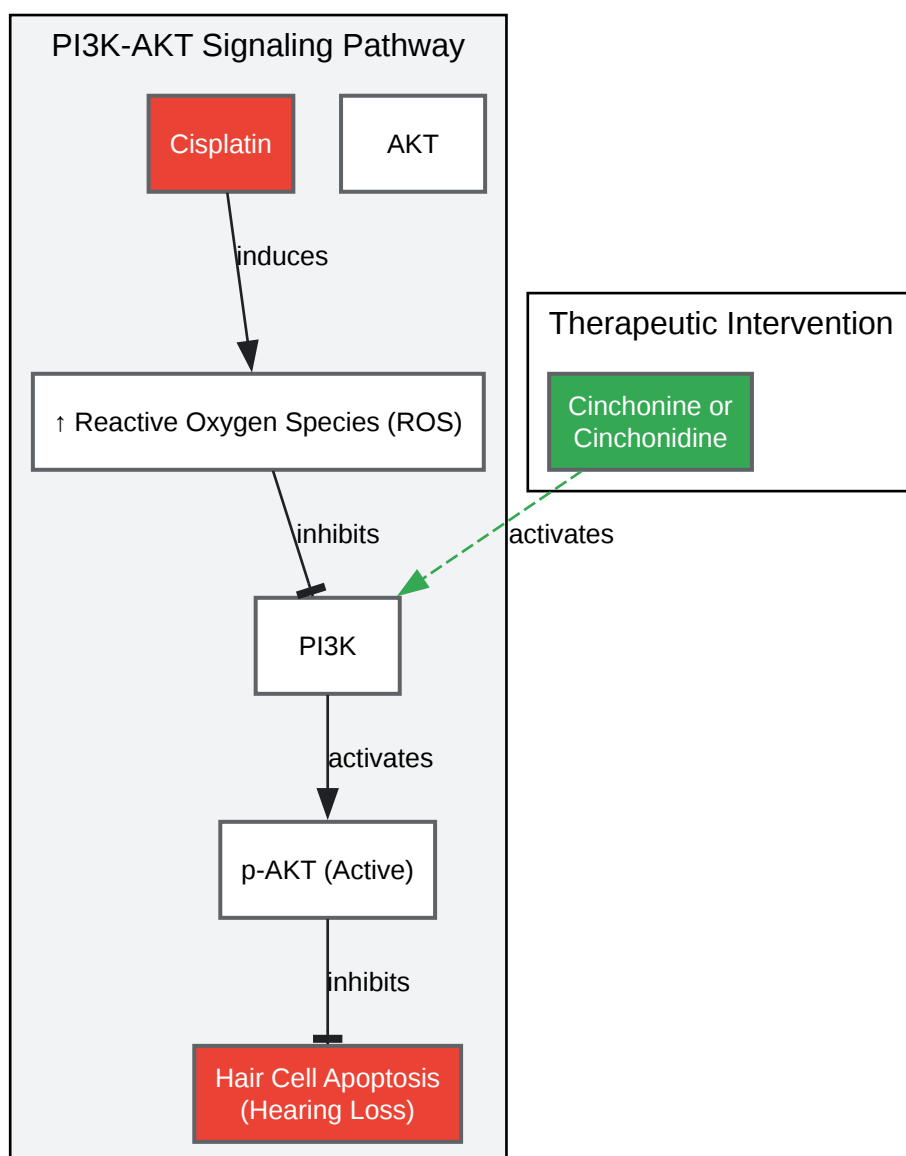 PI3K-AKT Signaling Pathway
Cisplatin
AKT
induces
Therapeutic Intervention
↑ Reactive Oxygen Species (ROS)
Cinchonine or
Cinchonidine
inhibits
activates
PI3K
activates
p-AKT (Active)
inhibits
Hair Cell Apoptosis
(Hearing Loss)